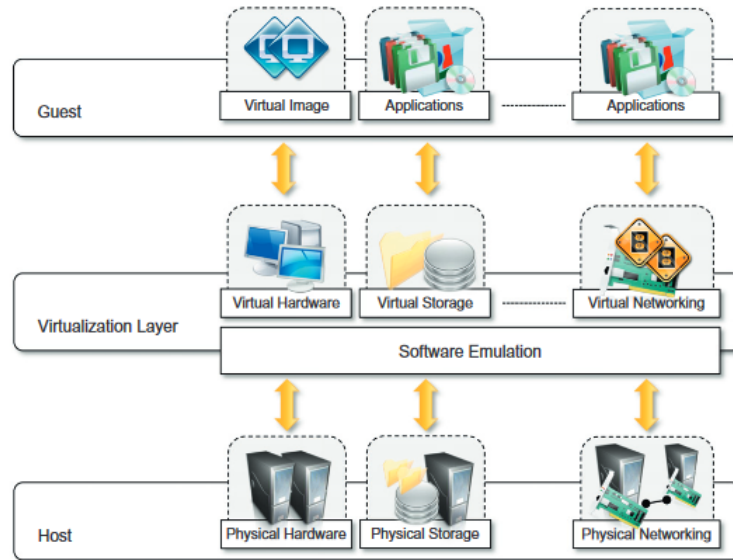 Virtual Image
Applications
Applications
Guest
Virtual Hardware
Virtual Storage
Virtual Networking
Virtualization Layer
Software Emulation
Physical Hardware
Physical Storage
Physical Networking
Host